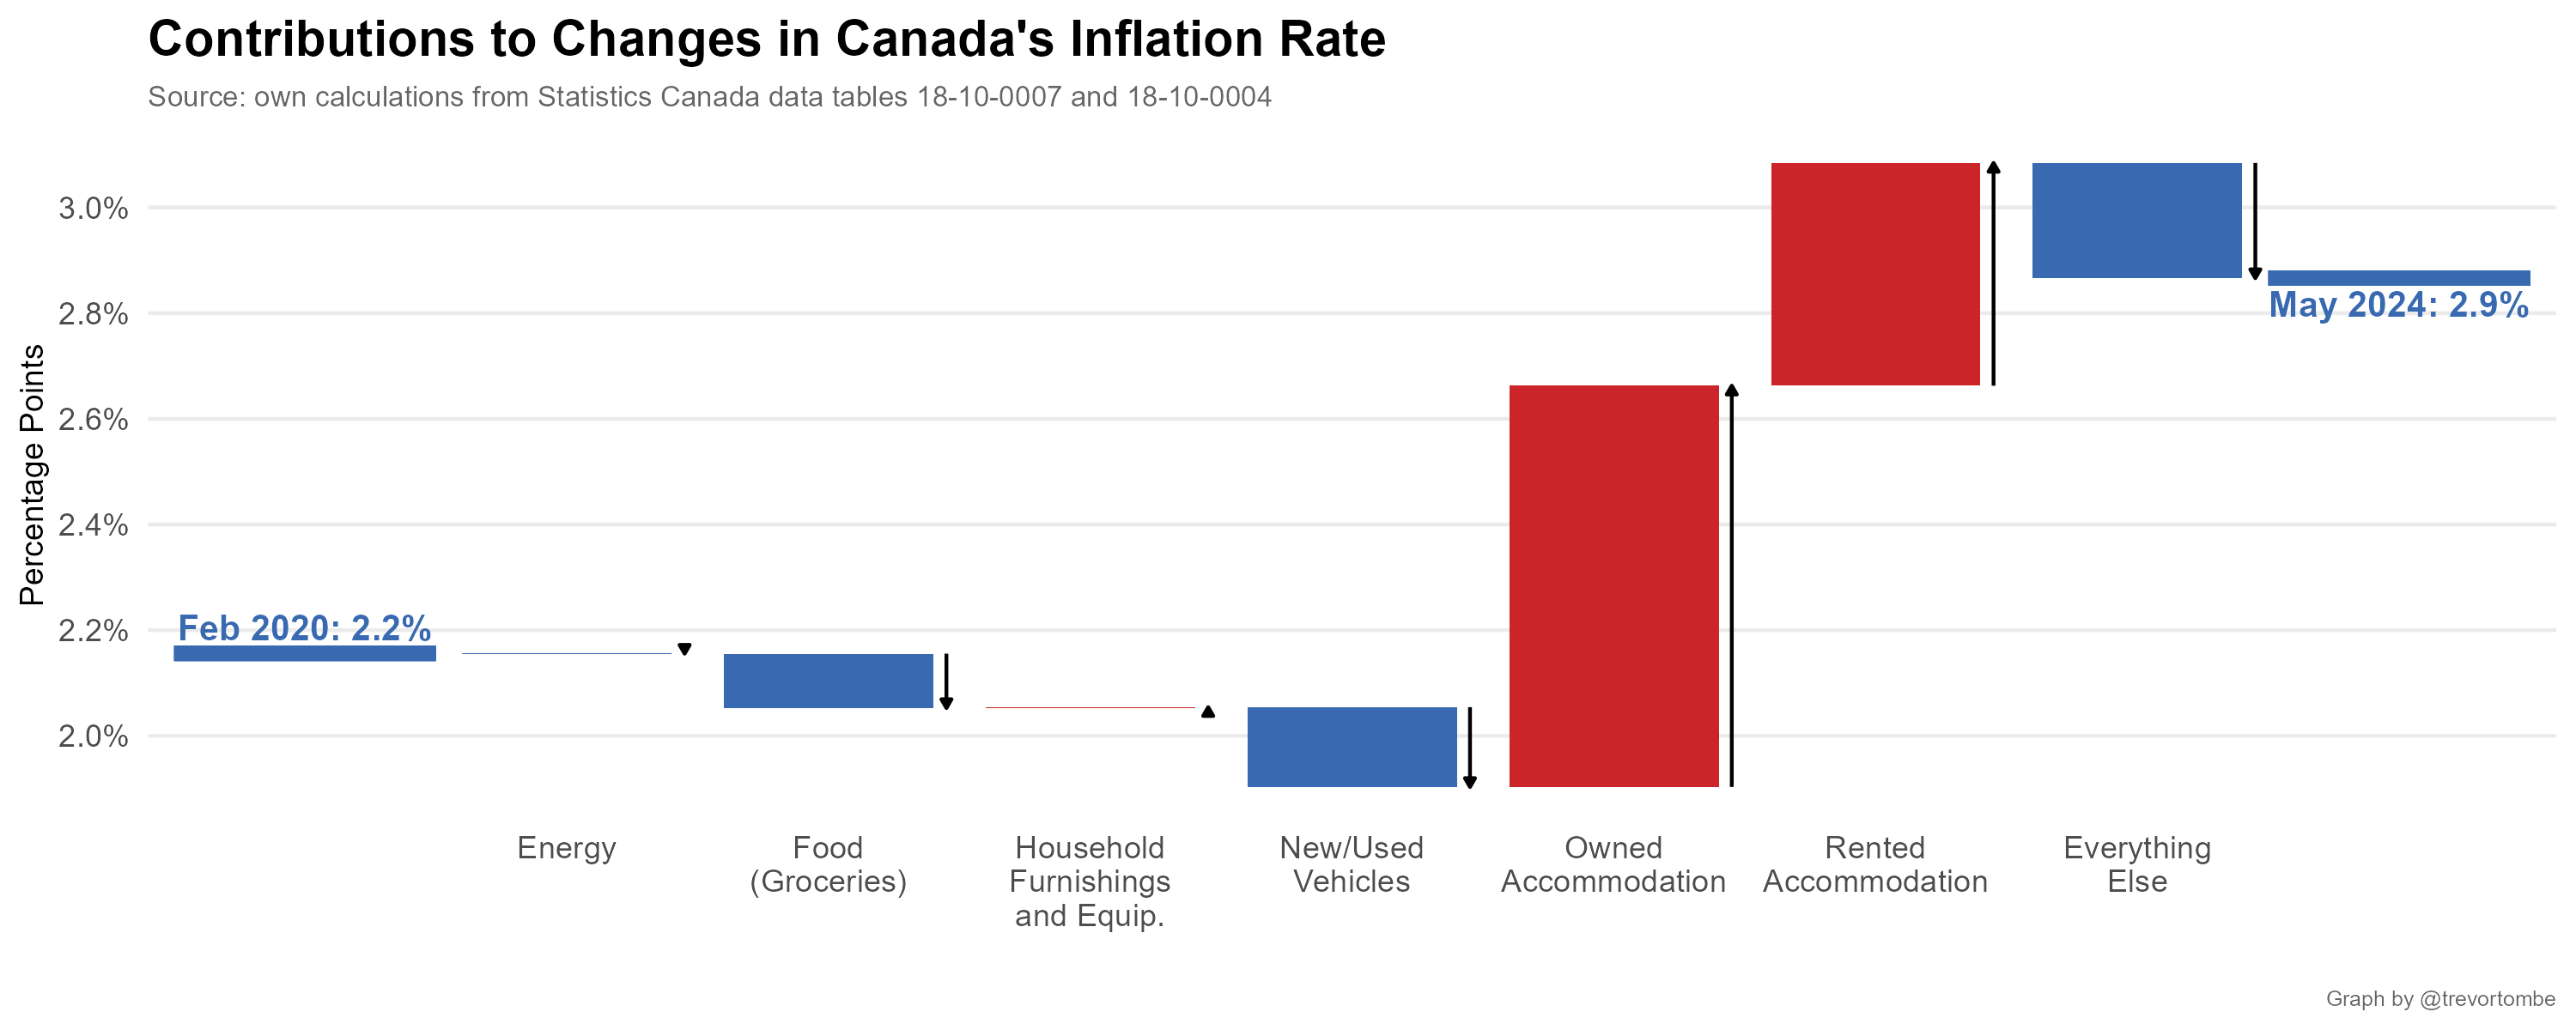 Contributions to Changes in Canada's Inflation Rate
Source: own calculations from Statistics Canada data tables 18-10-0007 and 18-10-0004
Percentage Points
3.0%
2.8%
2.6%
2.4%
2.2%
2.0%
Feb 2020: 2.2%
May 2024: 2.9%
Energy
Food
(Groceries)
Household
Furnishings
and Equip.
New/Used
Vehicles
Owned
Accommodation
Rented
Accommodation
Everything
Else
Graph by @trevortombe